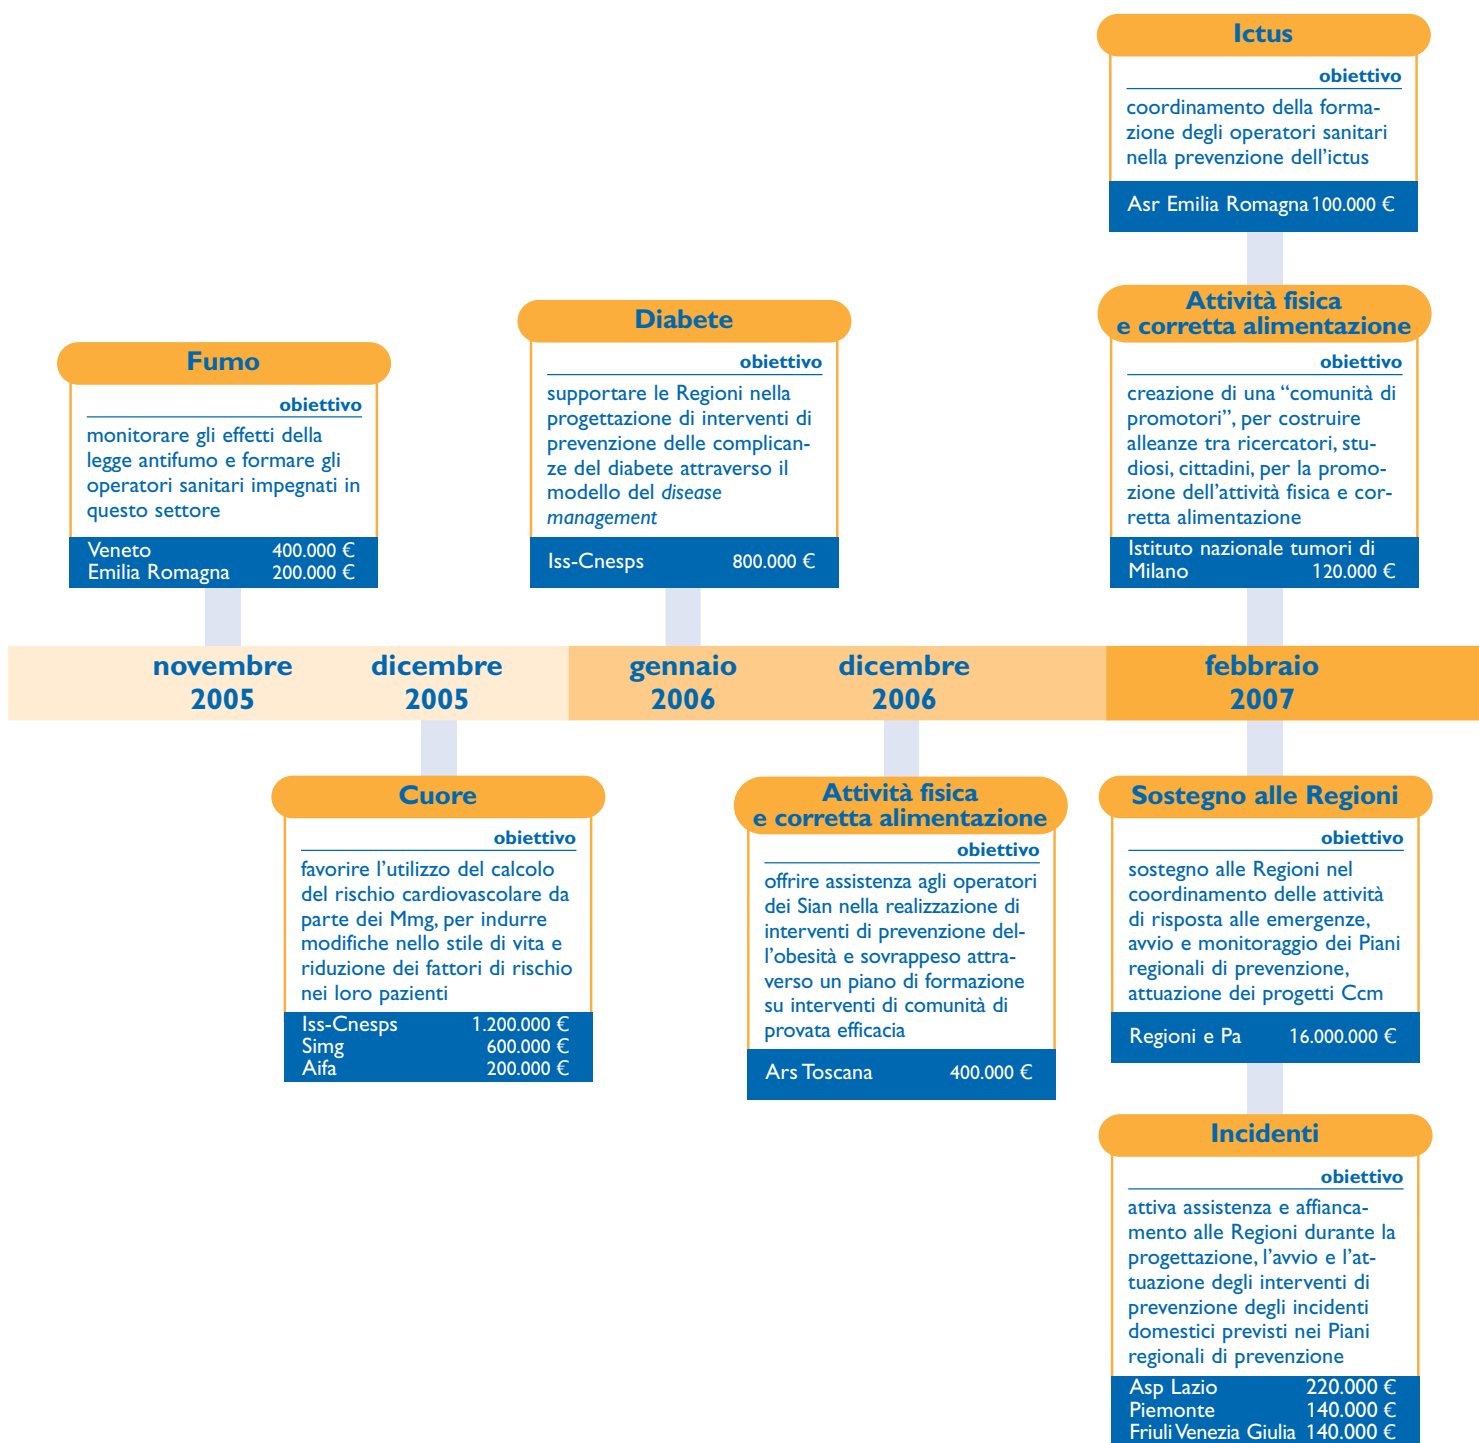 Ictus
obiettivo
coordinamento della forma-
zione degli operatori sanitari
nella prevenzione dell'ictus
Asr Emilia Romagna 100.000 €
Attività fisica
e corretta alimentazione
obiettivo
creazione di una “comunità di
promotori”, per costruire
alleanze tra ricercatori, stu-
diosi, cittadini, per la promo-
zione dell'attività fisica e cor-
retta alimentazione
Istituto nazionale tumori di
Milano 120.000 €
Diabete
obiettivo
supportare le Regioni nella
progettazione di interventi di
prevenzione delle complican-
ze del diabete attraverso il
modello del disease
management
Iss-Cnesps 800.000 €
Fumo
obiettivo
monitorare gli effetti della
legge antifumo e formare gli
operatori sanitari impegnati in
questo settore
Veneto 400.000 €
Emilia Romagna 200.000 €
novembre
2005
dicembre
2005
gennaio
2006
dicembre
2006
febbraio
2007
Cuore
obiettivo
favorire l'utilizzo del calcolo
del rischio cardiovascolare da
parte dei Mmg, per indurre
modifiche nello stile di vita e
riduzione dei fattori di rischio
nei loro pazienti
Iss-Cnesps 1.200.000 €
Simg 600.000 €
Aifa 200.000 €
Attività fisica
e corretta alimentazione
obiettivo
offrire assistenza agli operatori
dei Sian nella realizzazione di
interventi di prevenzione del-
l'obesità e sovrappeso attra-
verso un piano di formazione
su interventi di comunità di
provata efficacia
Ars Toscana 400.000 €
Sostegno alle Regioni
obiettivo
sostegno alle Regioni nel
coordinamento delle attività
di risposta alle emergenze,
avvio e monitoraggio dei Piani
regionali di prevenzione,
attuazione dei progetti Ccm
Regioni e Pa 16.000.000 €
Incidenti
obiettivo
attiva assistenza e affianca-
mento alle Regioni durante la
progettazione, l'avvio e l'at-
tuazione degli interventi di
prevenzione degli incidenti
domestici previsti nei Piani
regionali di prevenzione
Asp Lazio 220.000 €
Piemonte 140.000 €
Friuli Venezia Giulia 140.000 €